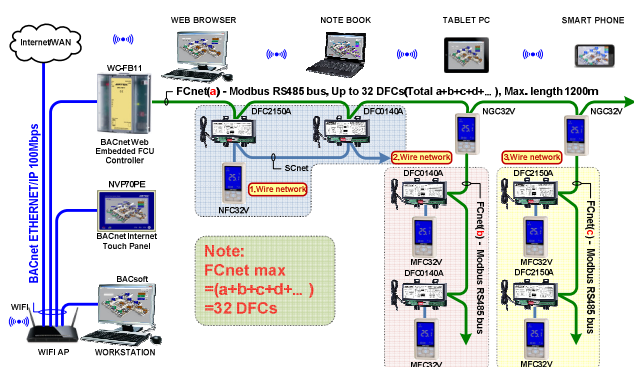 WEB BROWSER
NOTE BOOK
TABLET PC
SMART PHONE
Internet/WAN
WC-FB11
FCnet(a) - Modbus RS485 bus, Up to 32 DFCs(Total a+b+c+d+... ), Max. length 1200m
DFC2150A
DFC0140A
NGC32V
NGC32V
BACnet Web
Embedded FCU
Controller
SCnet
1,Wire network
2,Wire network
3,Wire network
NFC32V
DFC0140A
DFC2150A
BACnet ETHERNET/IP 100Mbps
NVP70PE
BACnet Internet
Touch Panel
FCnet(b) - Modbus RS485 bus
FCnet(c) - Modbus RS485 bus
MFC32V
MFC32V
DFC0140A
DFC2150A
Note:
FCnet max
=(a+b+c+d+... )
=32 DFCs
BACsoft
WIFI
WIFI AP
WORKSTATION
MFC32V
MFC32V